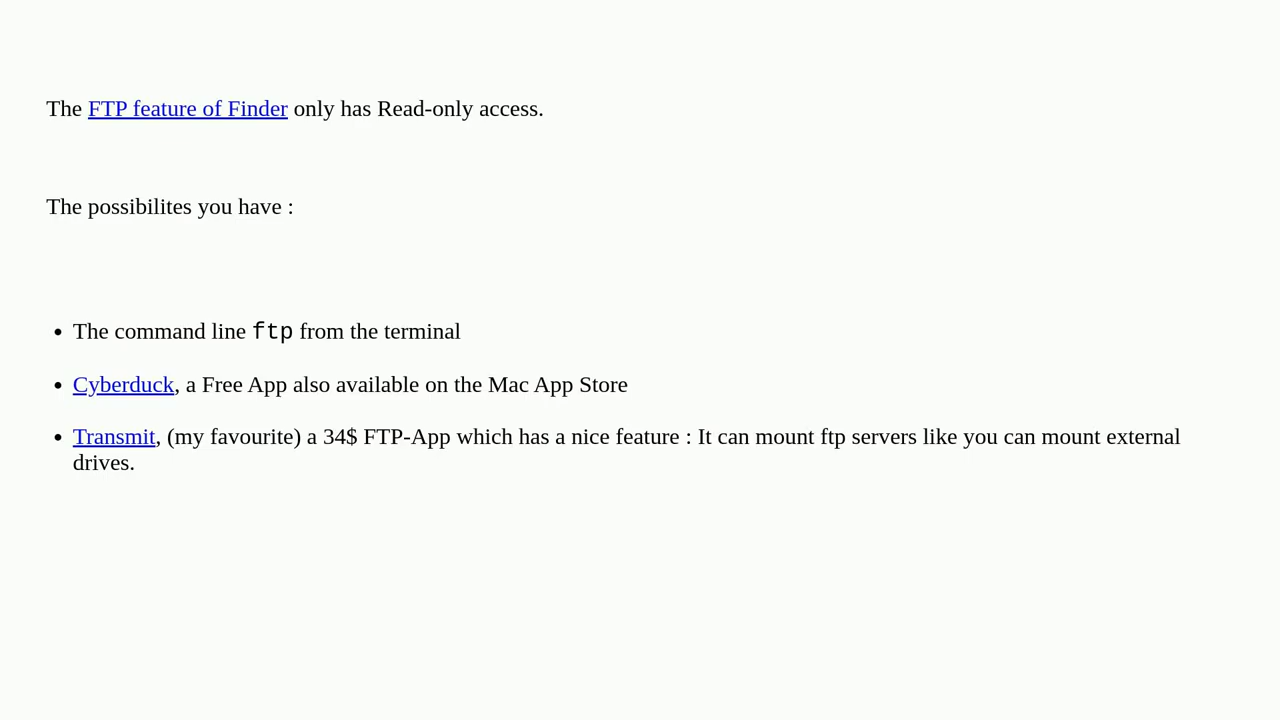 The FTP feature of Finder only has Read-only access.
The possibilites you have :
• The command line ftp from the terminal
• Cyberduck, a Free App also available on the Mac App Store
• Transmit, (my favourite) a 34$ FTP-App which has a nice feature : It can mount ftp servers like you can mount external
drives.